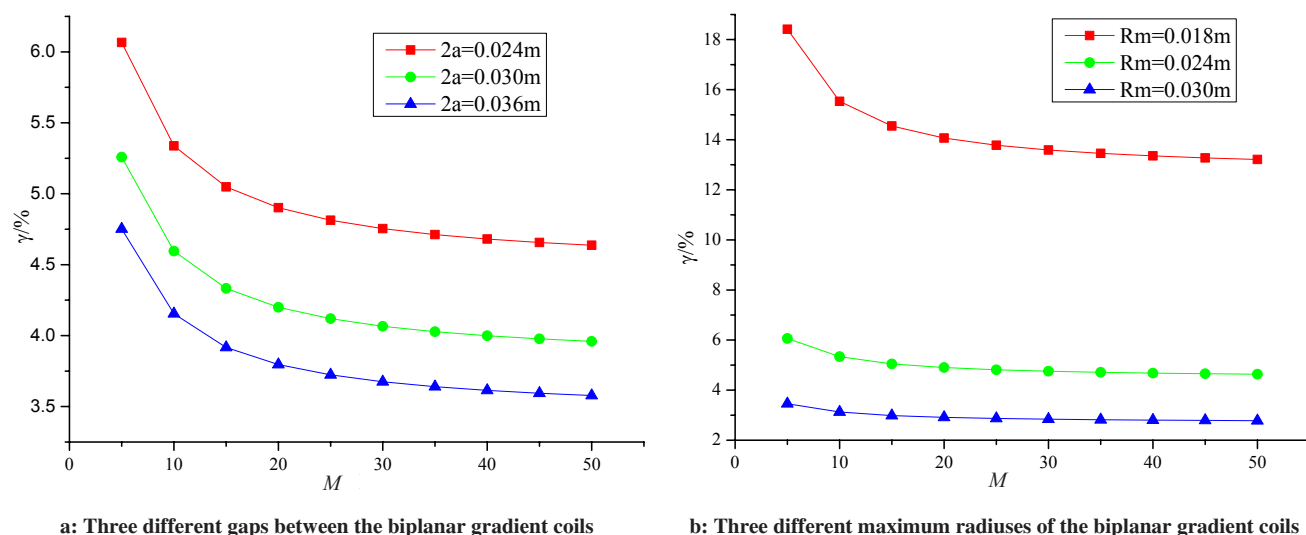 6.0
5.5
5.0
4.5
4.0
3.5
γ/%
2a=0.024m
2a=0.030m
2a=0.036m
0 10 20 30 40 50
M
a: Three different gaps between the biplanar gradient coils
18
16
14
12
10
8
6
4
2
γ/%
Rm=0.018m
Rm=0.024m
Rm=0.030m
0 10 20 30 40 50
M
b: Three different maximum radiuses of the biplanar gradient coils